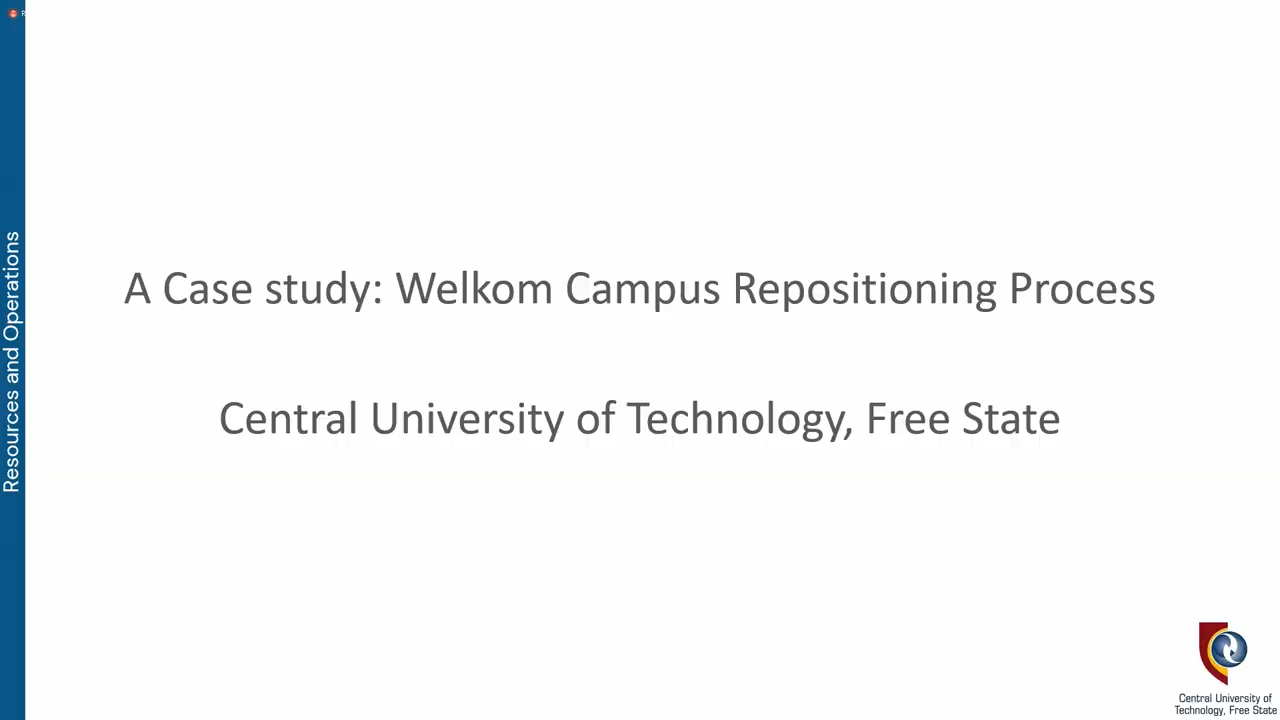 Resources and Operations
A Case study: Welkom Campus Repositioning Process
Central University of Technology, Free State
Central University of
Technology, Free State